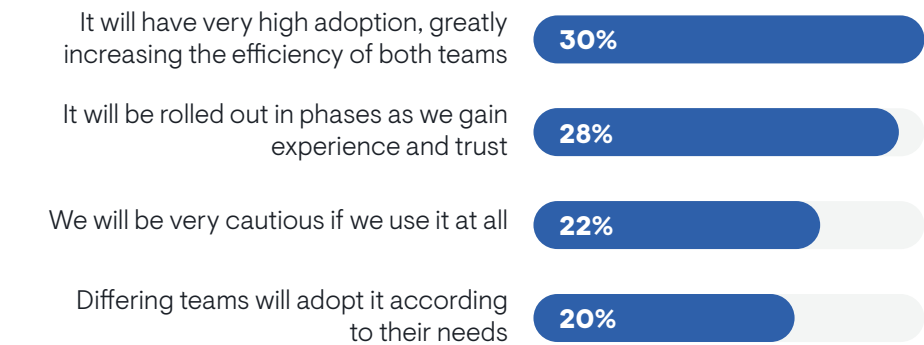 It will have very high adoption, greatly
increasing the efficiency of both teams
30%
It will be rolled out in phases as we gain
experience and trust
28%
We will be very cautious if we use it at all
22%
Differing teams will adopt it according
to their needs
20%